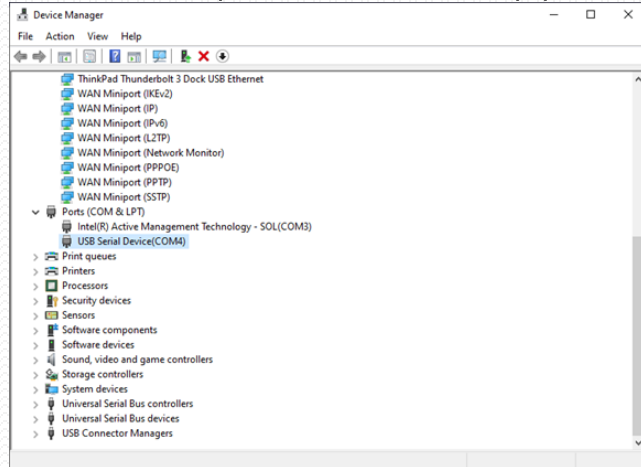 Device Manager
File Action View Help
ThinkPad Thunderbolt 3 Dock USB Ethernet
WAN Miniport (IKEv2)
WAN Miniport (IP)
WAN Miniport (IPv6)
WAN Miniport (L2TP)
WAN Miniport (Network Monitor)
WAN Miniport (PPPOE)
WAN Miniport (PPTP)
WAN Miniport (SSTP)
Ports (COM & LPT)
Intel(R) Active Management Technology - SOL(COM3)
USB Serial Device(COM4)
Print queues
Printers
Processors
Security devices
Sensors
Software components
Software devices
Sound, video and game controllers
Storage controllers
System devices
Universal Serial Bus controllers
Universal Serial Bus devices
USB Connector Managers